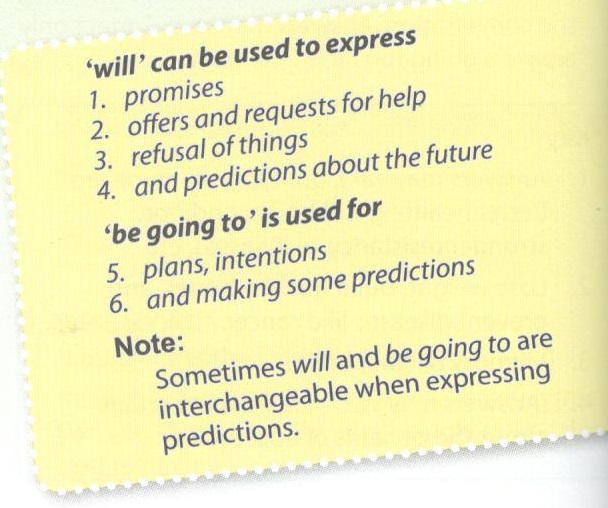 ‘will’ can be used to express
1. promises
2. offers and requests for help
3. refusal of things
4. and predictions about the future
‘be going to’ is used for
5. plans, intentions
6. and making some predictions
Note:
Sometimes will and be going to are
interchangeable when expressing
predictions.